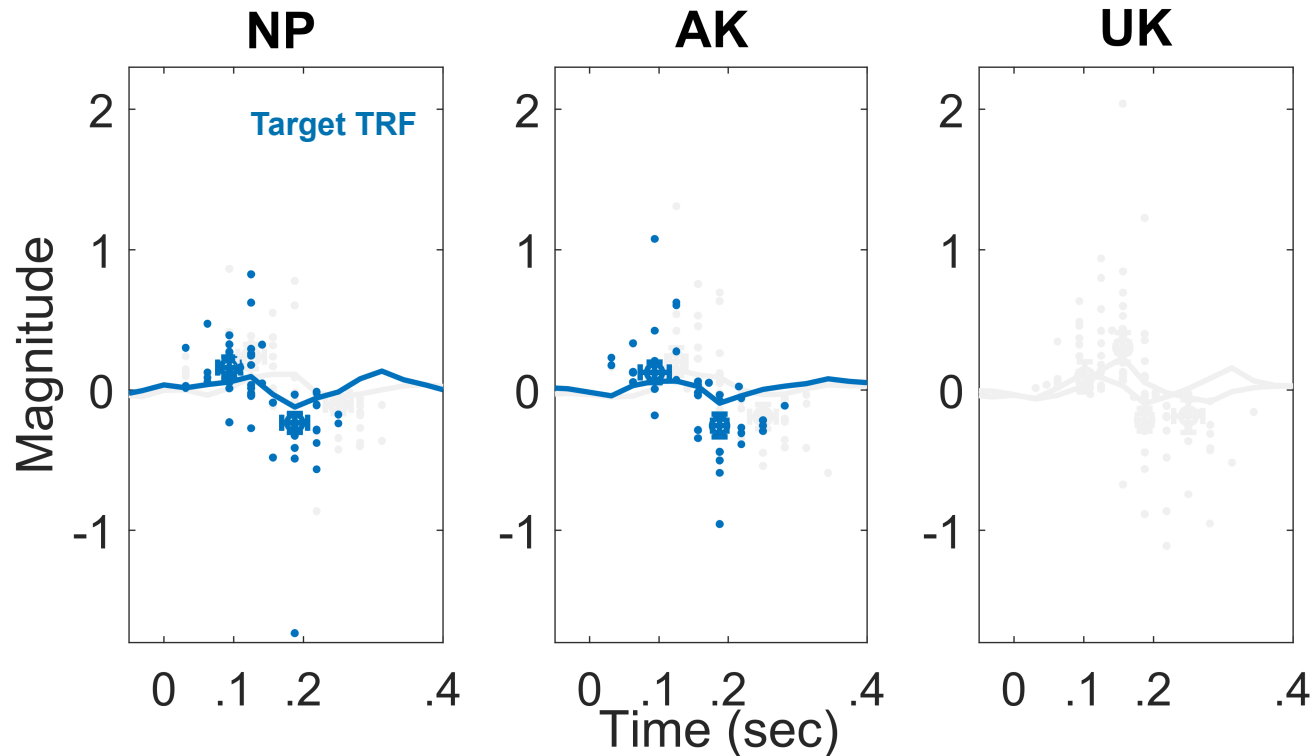 NP AK UK
Target TRF
Magnitude
2 2 2
1 1 1
0 0 0
-1 -1 -1
0 .1 .2 .4 0 .1 .2 .4 0 .1 .2 .4
Time (sec)